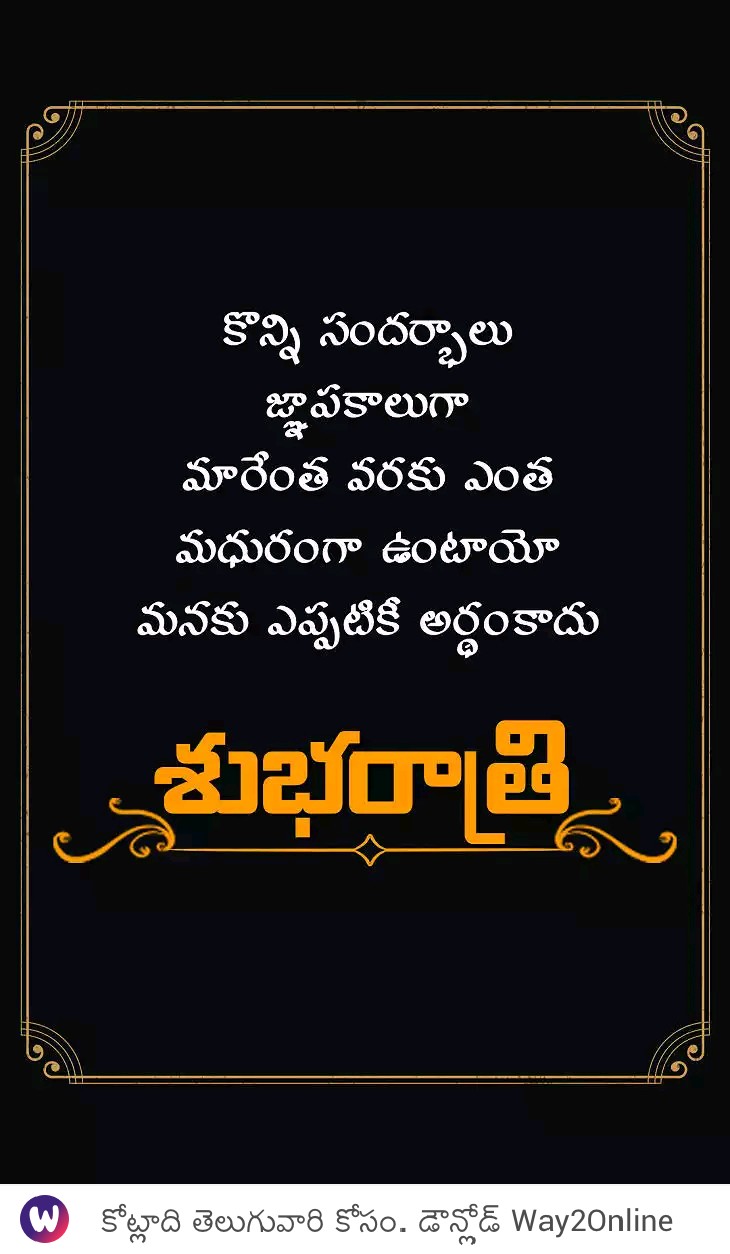 కొన్ని సందర్భాలు
జ్ఞాపకాలుగా
మారేంత వరకు ఎంత
మధురంగా ఉంటాయో
మనకు ఎప్పటికీ అర్థంకాదు
శుభరాత్రి
W కోట్లాది తెలుగువారి కోసం. డౌన్లోడ్ Way2Online